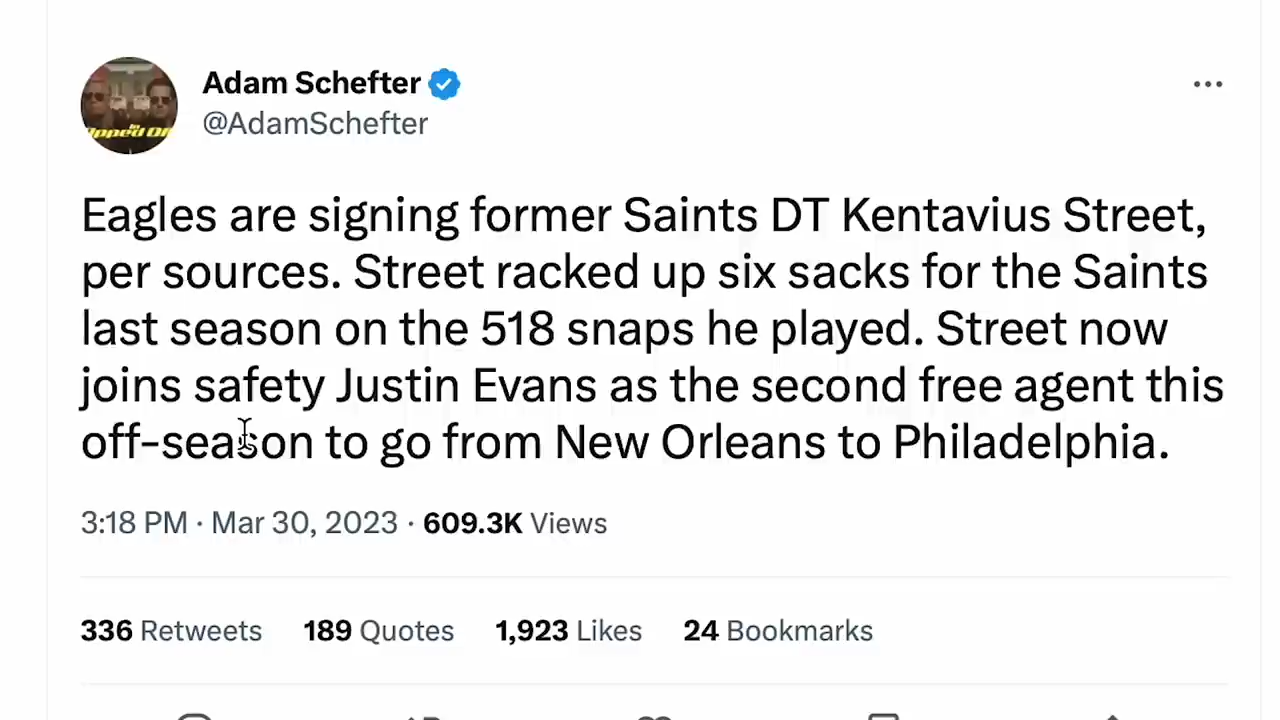 Adam Schefter
@AdamSchefter
Eagles are signing former Saints DT Kentavius Street,
per sources. Street racked up six sacks for the Saints
last season on the 518 snaps he played. Street now
joins safety Justin Evans as the second free agent this
off-season to go from New Orleans to Philadelphia.
3:18 PM · Mar 30, 2023 · 609.3K Views
336 Retweets 189 Quotes 1,923 Likes 24 Bookmarks